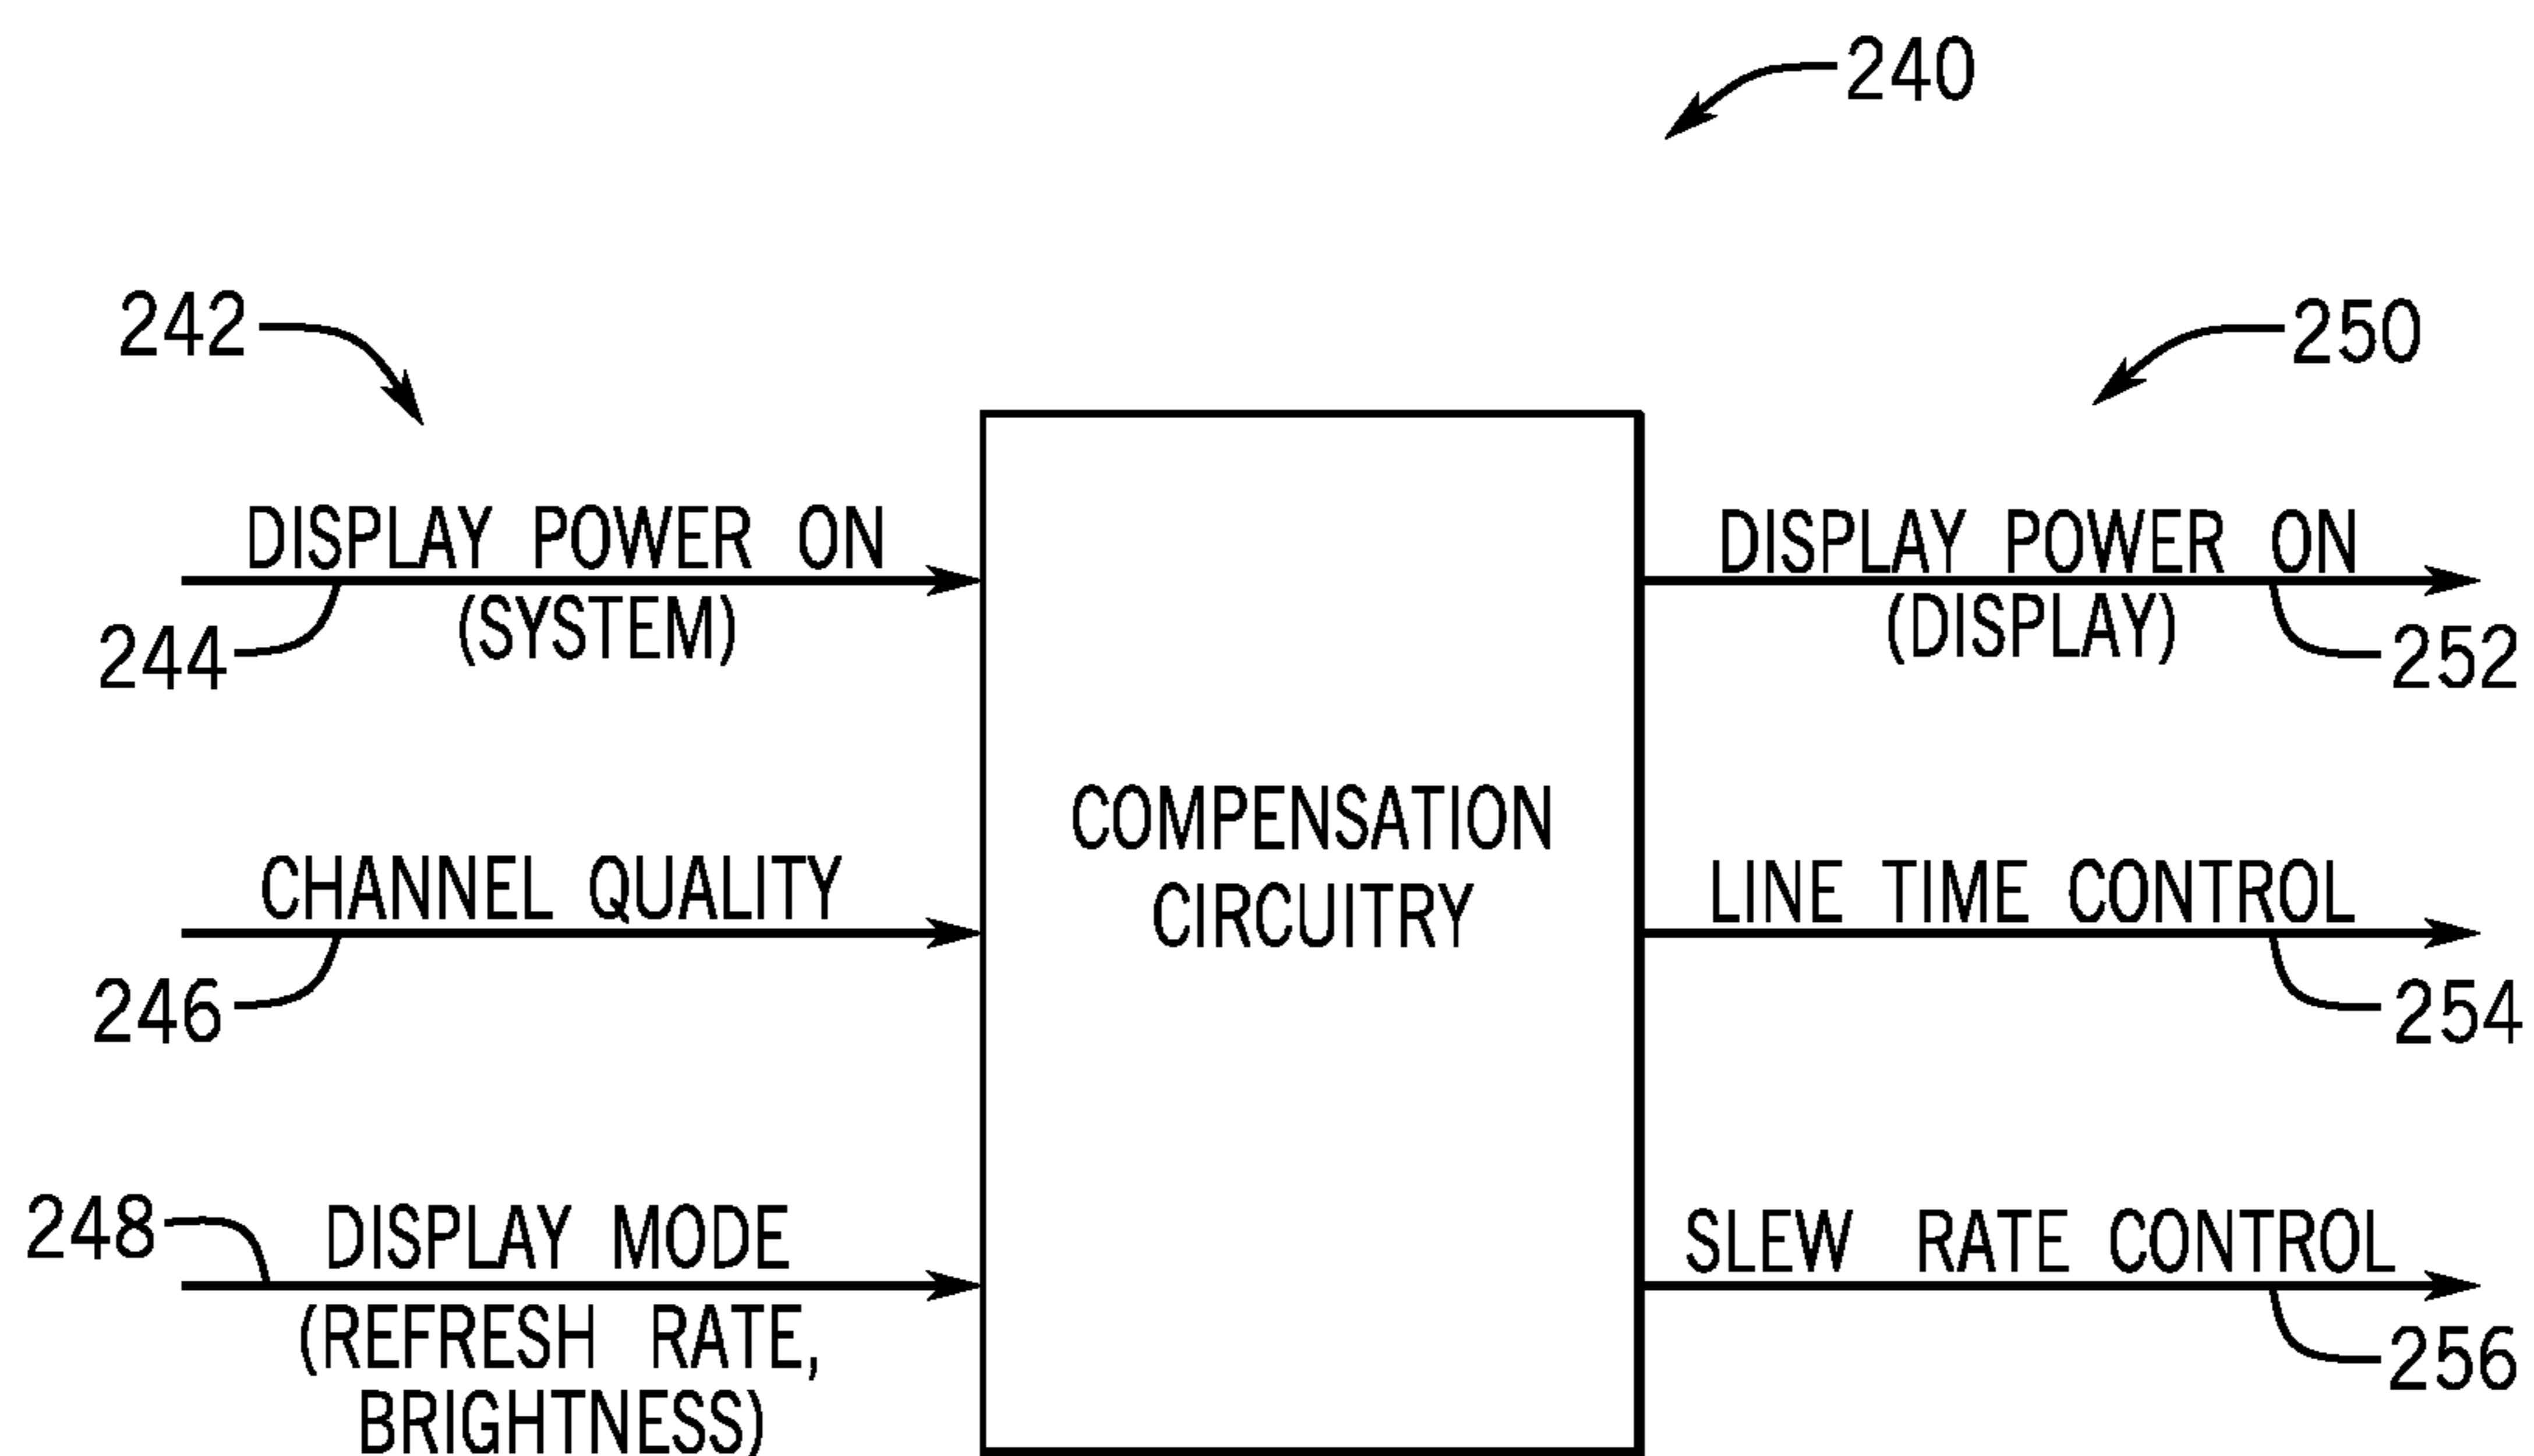 240
242
250
DISPLAY POWER ON
(SYSTEM)
244
DISPLAY POWER ON
(DISPLAY)
252
COMPENSATION
CIRCUITRY
CHANNEL QUALITY
246
LINE TIME CONTROL
254
248
DISPLAY MODE
(REFRESH RATE,
BRIGHTNESS)
SLEW RATE CONTROL
256